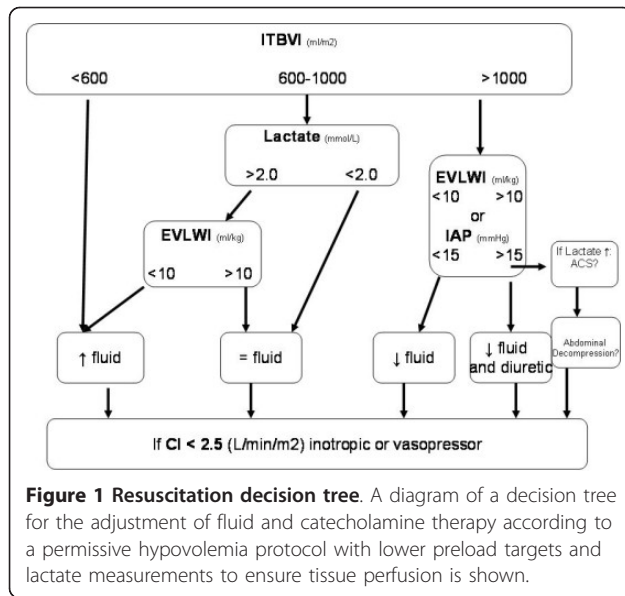 ITBVI (ml/m2)
<600 600-1000 >1000
Lactate (mmol/L)
>2.0 <2.0
EVLWI (ml/kg)
<10 >10
or
IAP (mmHg)
<15 >15
EVLWI (ml/kg)
<10 >10
If Lactate ↑:
ACS?
↑ fluid
= fluid
↓ fluid
↓ fluid
and diuretic
Abdominal
Decompression?
If CI < 2.5 (L/min/m2) inotropic or vasopressor
Figure 1 Resuscitation decision tree. A diagram of a decision tree
for the adjustment of fluid and catecholamine therapy according to
a permissive hypovolemia protocol with lower preload targets and
lactate measurements to ensure tissue perfusion is shown.